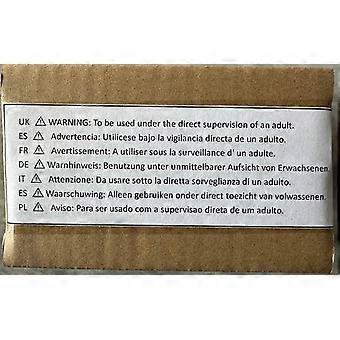 UK ⚠ WARNING: To be used under the direct supervision of an adult.
ES ⚠ Advertencia: Utilicese bajo la vigilancia directa de un adulto.
FR ⚠ Avertissement: A utiliser sous la surveillance d' un adulte.
DE ⚠ Warnhinweis: Benutzung unter unmittelbarer Aufsicht von Erwachsenen.
IT ⚠ Attenzione: Da usare sotto la diretta sorveglianza di un adulto.
ES ⚠ Waarschuwing: Alleen gebruiken onder direct toezicht van volwassenen.
PL ⚠ Aviso: Para ser usado com a supervisao direta de um adulto.